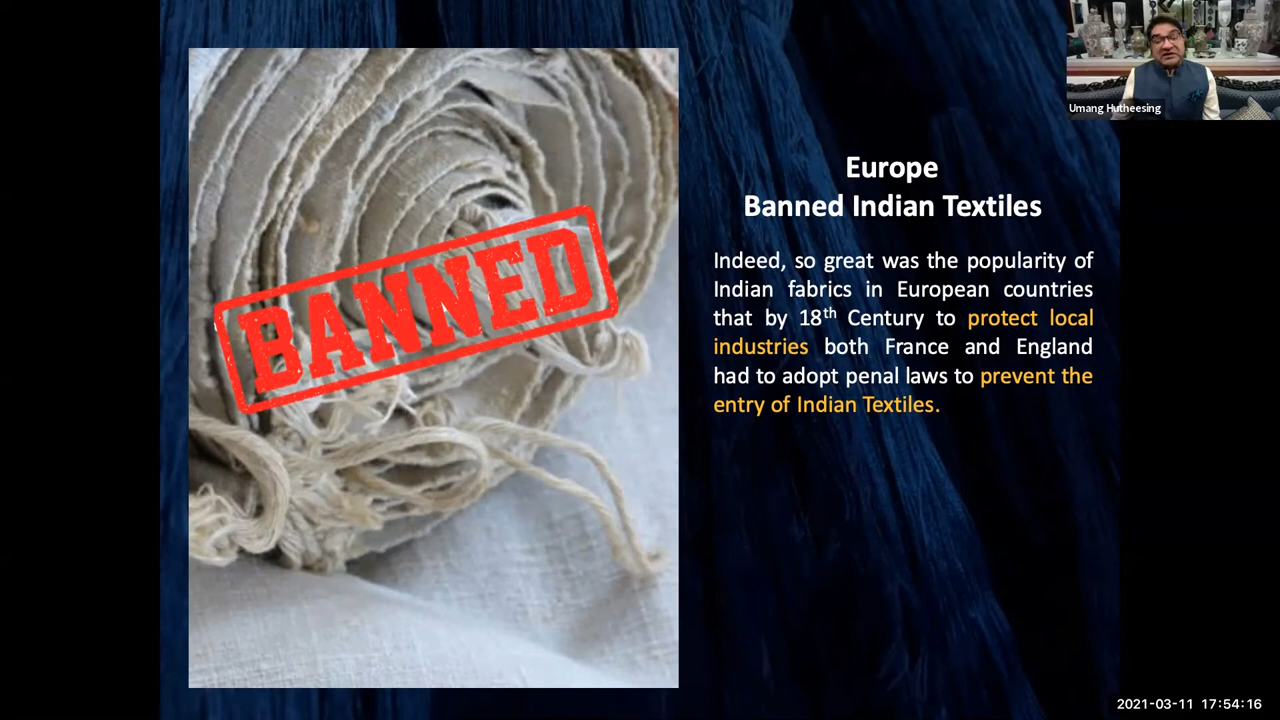 Umang Hutheesing
Europe
Banned Indian Textiles
BANNED
Indeed, so great was the popularity of
Indian fabrics in European countries
that by 18th Century to protect local
industries both France and England
had to adopt penal laws to prevent the
entry of Indian Textiles.
2021-03-11 17:54:16